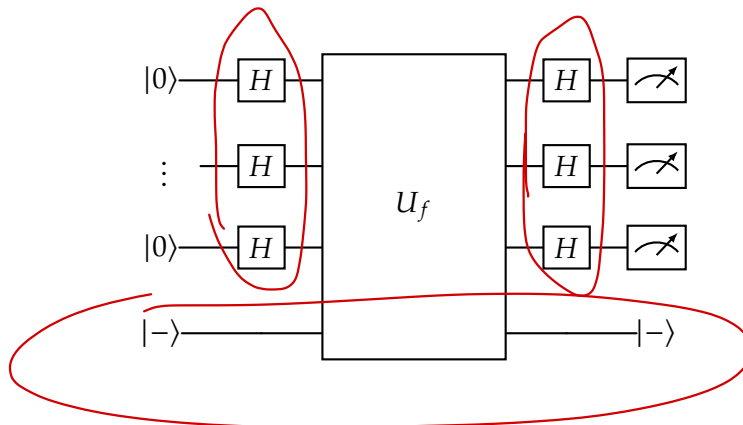 |0⟩ H H
⋮ H H
U_f
|0⟩ H H
|−⟩ |−⟩